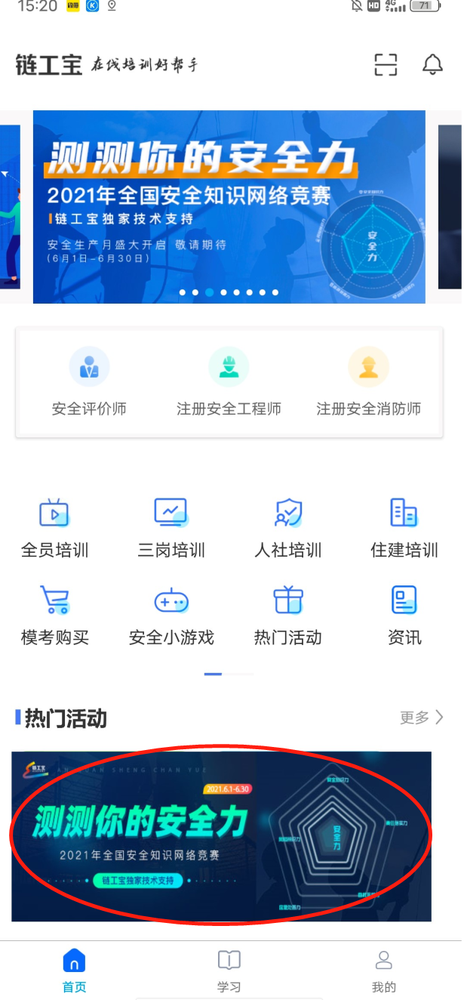 15:20
HD 4G 71
链工宝 在线培训好帮手
测测你的安全力
2021年全国安全知识网络竞赛
链工宝独家技术支持
安全生产月盛大开启 敬请期待
(6月1日-6月30日)
安全力
安全评价师 注册安全工程师 注册安全消防师
全员培训 三岗培训 人社培训 住建培训
模考购买 安全小游戏 热门活动 资讯
热门活动 更多
链工宝 AN QUAN SHENG CHAN YUE
2021.6.1-6.30
测测你的安全力
2021年全国安全知识网络竞赛
链工宝独家技术支持
安全知识力
安全力
首页 学习 我的